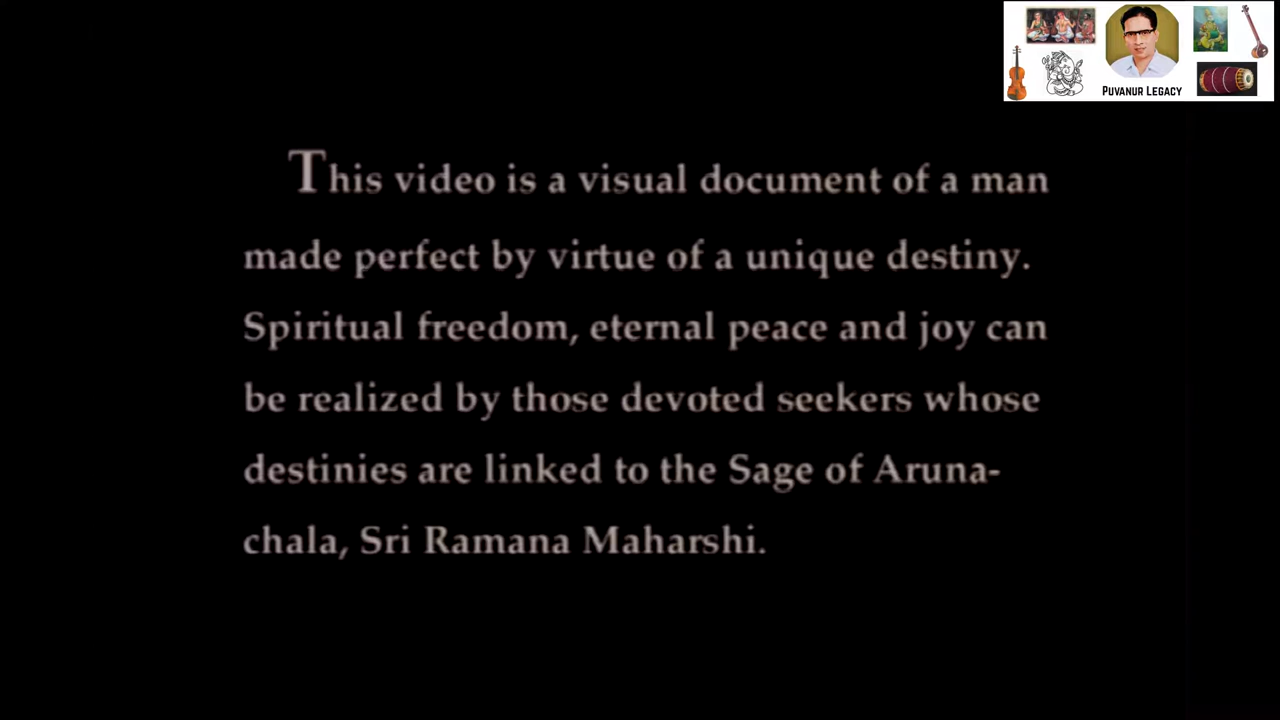 PUVANUR LEGACY
This video is a visual document of a man
made perfect by virtue of a unique destiny.
Spiritual freedom, eternal peace and joy can
be realized by those devoted seekers whose
destinies are linked to the Sage of Aruna-
chala, Sri Ramana Maharshi.